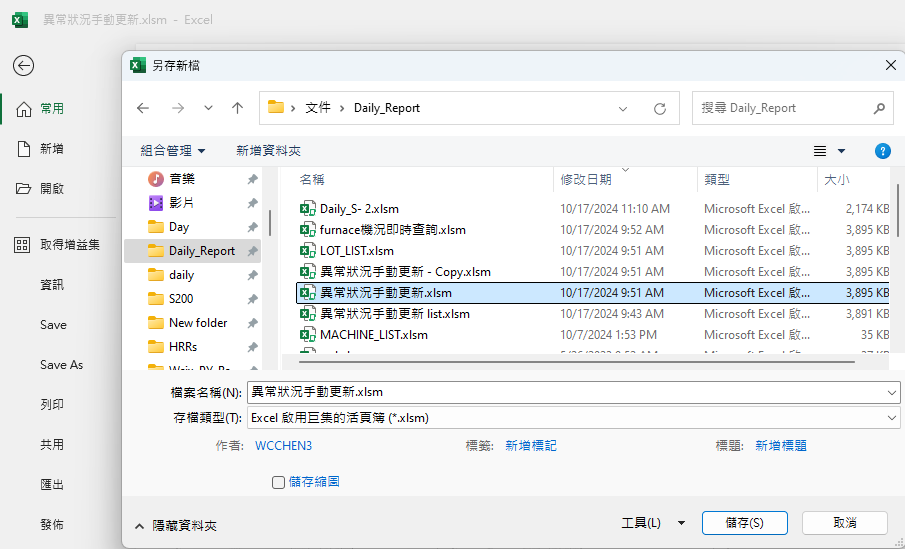 異常狀況手動更新.xlsm - Excel
另存新檔
常用
新增
開啟
取得增益集
資訊
Save
Save As
列印
共用
匯出
發佈
文件 > Daily_Report
搜尋 Daily_Report
組合管理 新增資料夾
音樂
影片
Day
Daily_Report
daily
S200
New folder
HRRs
名稱 修改日期 類型 大小
Daily_S- 2.xlsm 10/17/2024 11:10 AM Microsoft Excel 啟... 2,174 KB
furnace機況即時查詢.xlsm 10/17/2024 9:52 AM Microsoft Excel 啟... 3,895 KB
LOT_LIST.xlsm 10/17/2024 9:51 AM Microsoft Excel 啟... 3,895 KB
異常狀況手動更新 - Copy.xlsm 10/17/2024 9:51 AM Microsoft Excel 啟... 3,895 KB
異常狀況手動更新.xlsm 10/17/2024 9:51 AM Microsoft Excel 啟... 3,895 KB
異常狀況手動更新 list.xlsm 10/17/2024 9:43 AM Microsoft Excel 啟... 3,891 KB
MACHINE_LIST.xlsm 10/7/2024 1:53 PM Microsoft Excel 啟... 35 KB
檔案名稱(N): 異常狀況手動更新.xlsm
存檔類型(T): Excel 啟用巨集的活頁簿 (*.xlsm)
作者: WCCHEN3 標籤: 新增標記 標題: 新增標題
儲存縮圖
隱藏資料夾 工具(L) 儲存(S) 取消